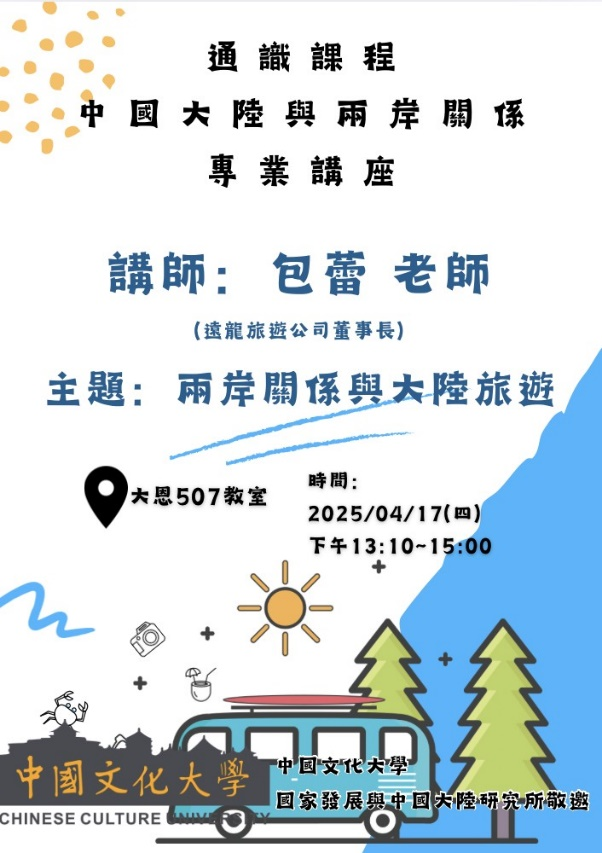 通識課程
中國大陸與兩岸關係
專業講座
講師：包蕾 老師
(遠龍旅遊公司董事長)
主題：兩岸關係與大陸旅遊
大恩507教室
時間：
2025/04/17(四)
下午13:10~15:00
中國文化大學
CHINESE CULTURE UNIVERSITY
中國文化大學
國家發展與中國大陸研究所敬邀